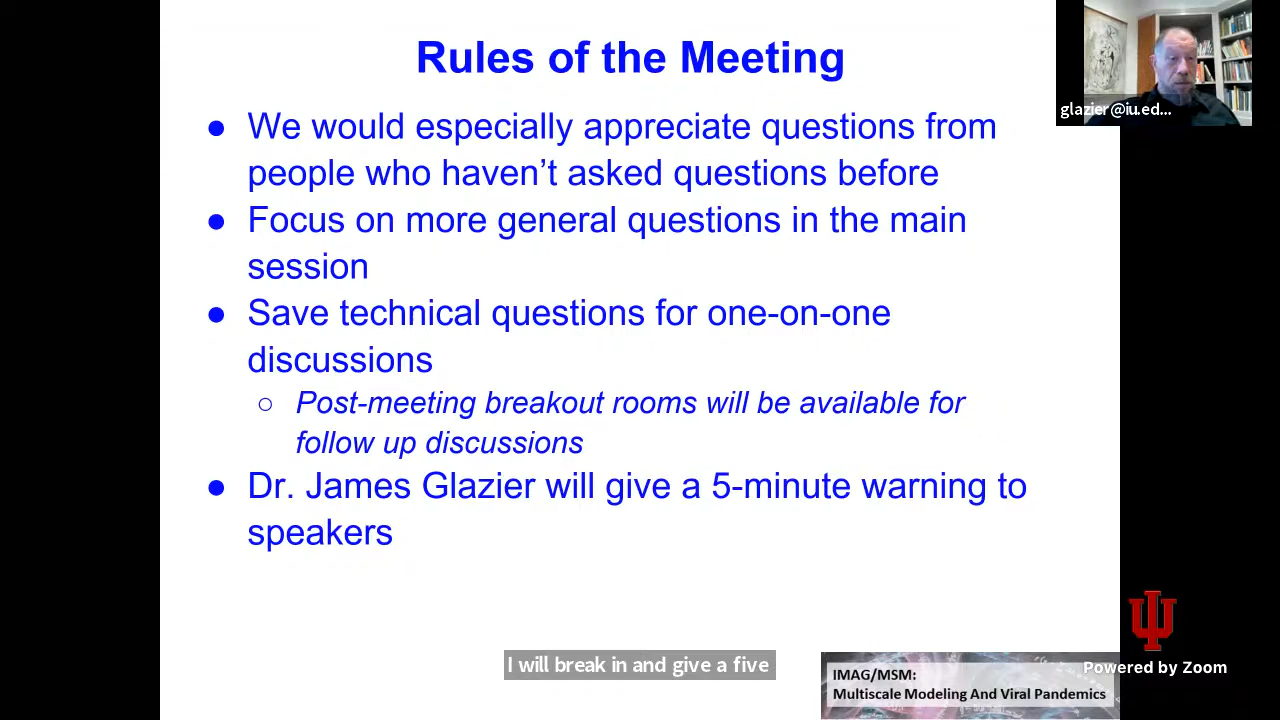 Rules of the Meeting
glazier@iu.ed...
● We would especially appreciate questions from
people who haven’t asked questions before
● Focus on more general questions in the main
session
● Save technical questions for one-on-one
discussions
○ Post-meeting breakout rooms will be available for
follow up discussions
● Dr. James Glazier will give a 5-minute warning to
speakers
I will break in and give a five
Powered by Zoom
IMAG/MSM:
Multiscale Modeling And Viral Pandemics